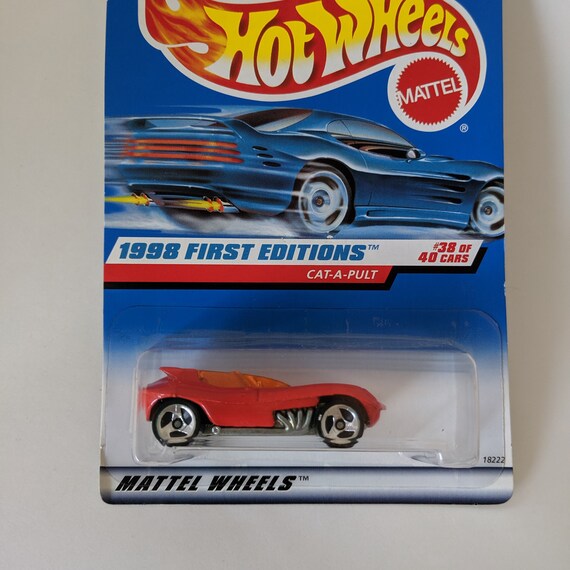 HOT WHEELS
MATTEL
®
1998 FIRST EDITIONS™
#38 OF
40 CARS
CAT-A-PULT
18222
MATTEL WHEELS™